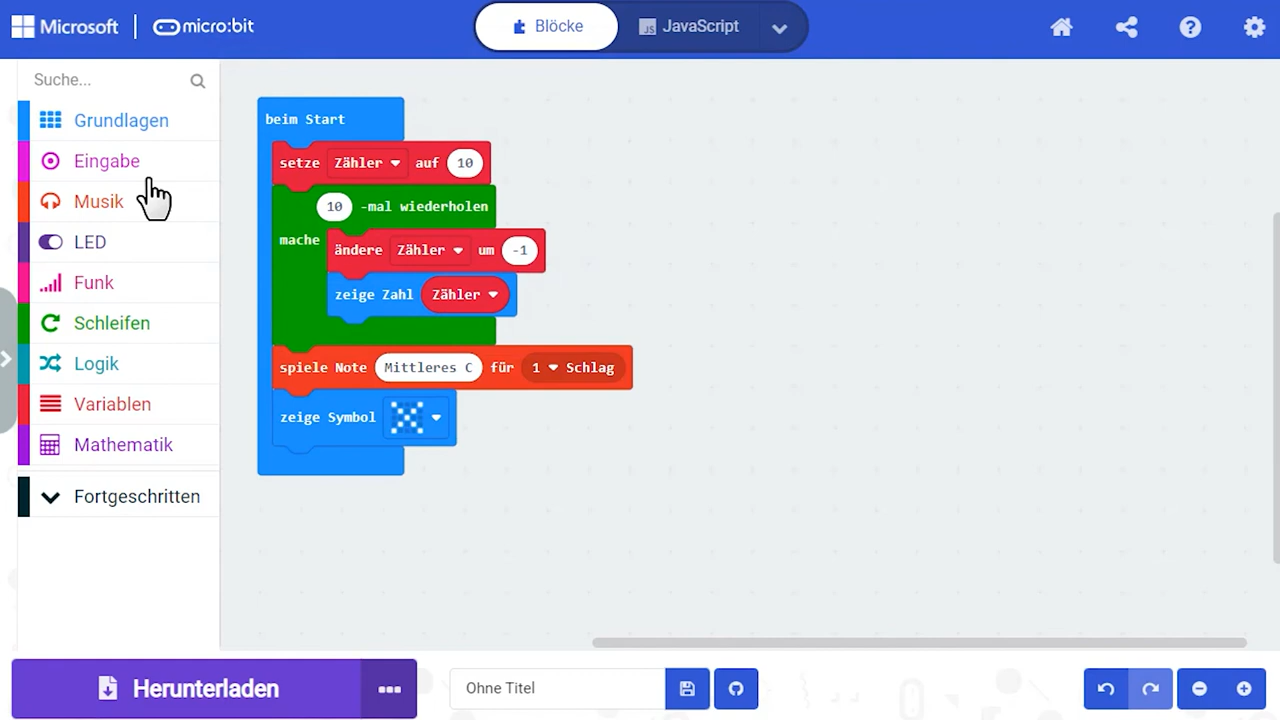 Microsoft micro:bit Blöcke JS JavaScript
Suche...
Grundlagen
Eingabe
Musik
LED
Funk
Schleifen
Logik
Variablen
Mathematik
Fortgeschritten
beim Start
setze Zähler auf 10
10 -mal wiederholen
mache
ändere Zähler um -1
zeige Zahl Zähler
spiele Note Mittleres C für 1 Schlag
zeige Symbol
Herunterladen ... Ohne Titel